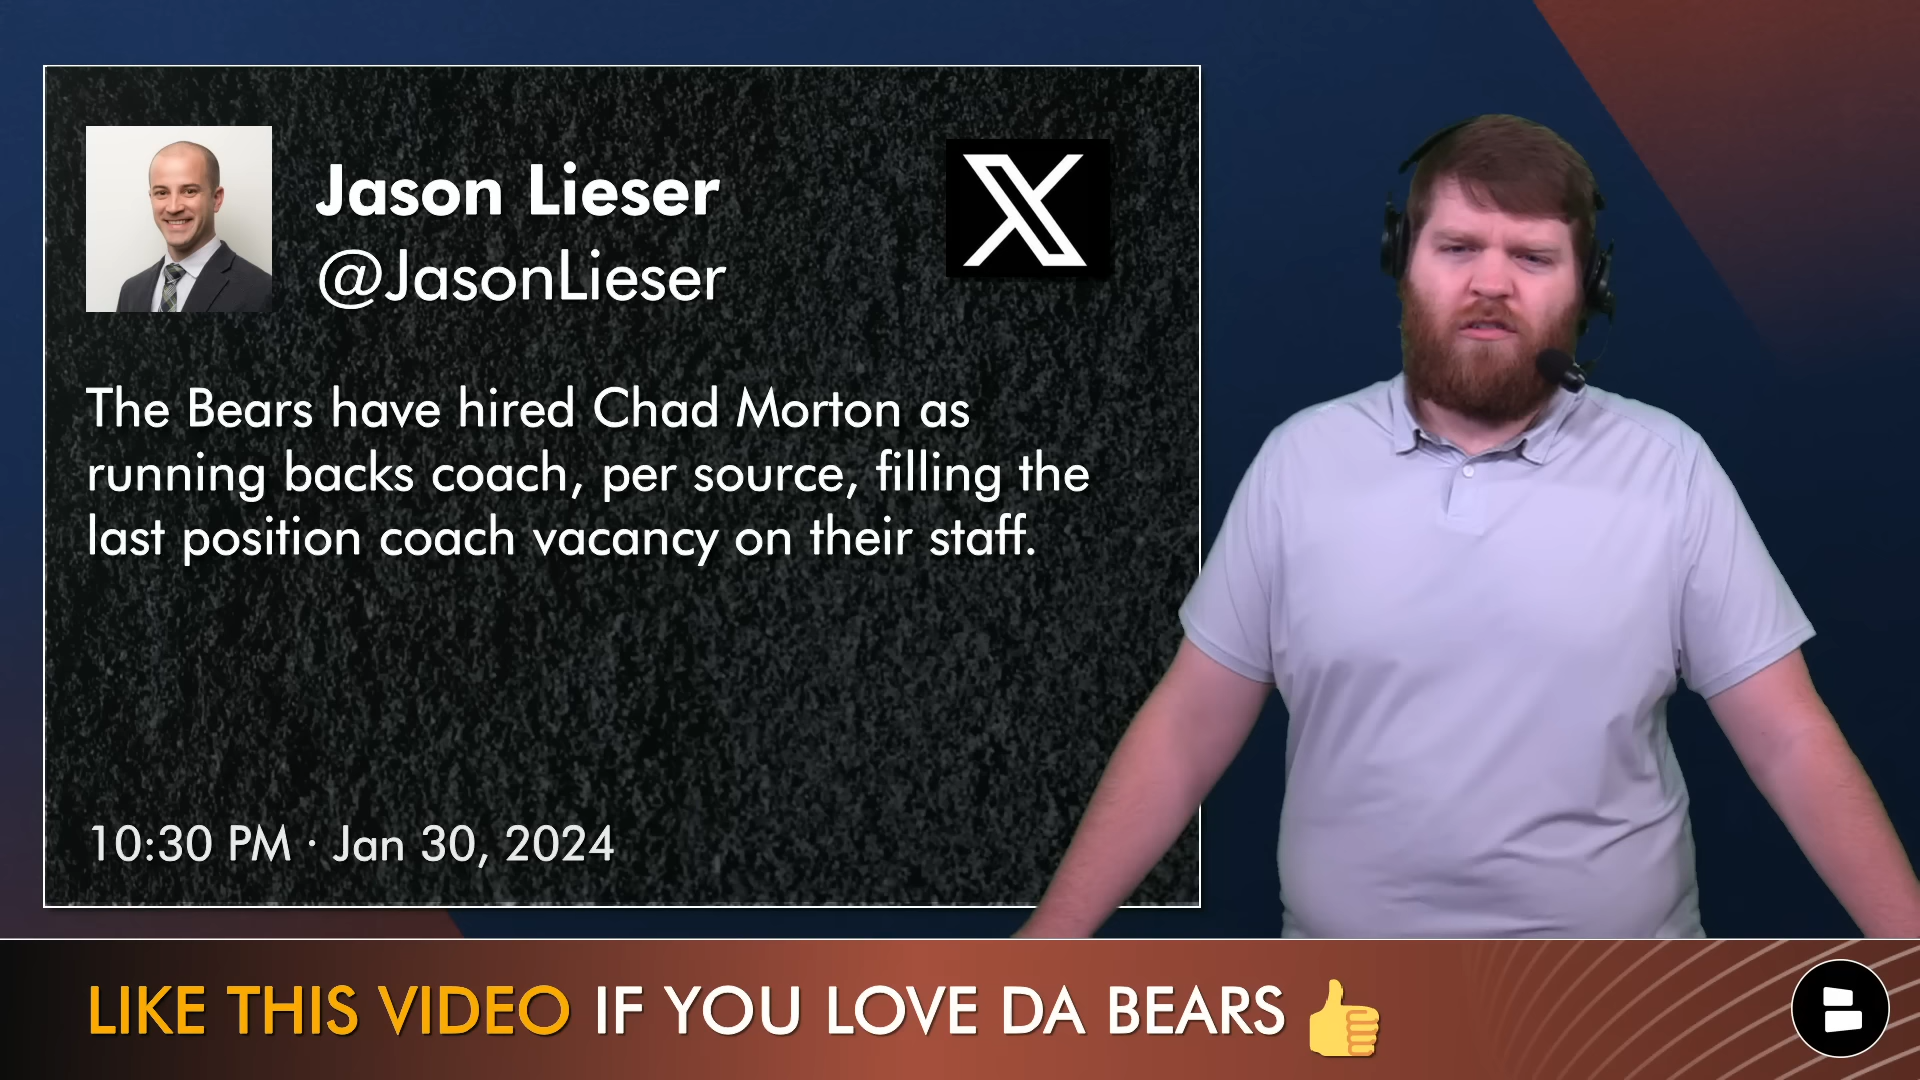 Jason Lieser
@JasonLieser
The Bears have hired Chad Morton as
running backs coach, per source, filling the
last position coach vacancy on their staff.
10:30 PM · Jan 30, 2024
LIKE THIS VIDEO IF YOU LOVE DA BEARS 👍